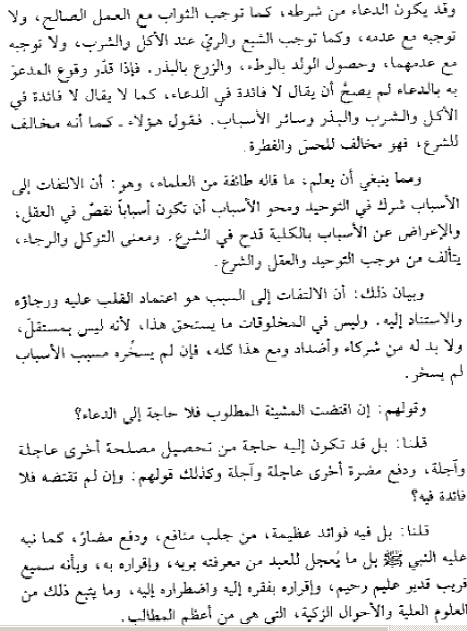 وقد يكون الدعاء من شرطه، كما توجب الثواب مع العمل الصالح، ولا
توجبه مع عدمه، وكما توجب الشبع والريّ عند الأكل والشرب، ولا توجبه
مع عدمهما، وحصول الولد بالوطء، والزرع بالبذر. فإذا قدّر وقوع المدعوّ
به بالدعاء لم يصحّ أن يقال لا فائدة في الدعاء، كما لا يقال لا فائدة في
الأكل والشرب والبذر وسائر الأسباب. فقول هؤلاء ـ كما أنه مخالف
للشرع، فهو مخالف للحسّ والفطرة.
ومما ينبغي أن يعلم، ما قاله طائفة من العلماء، وهو: أن الالتفات إلى
الأسباب شرك في التوحيد ومحو الأسباب أن تكون أسباباً نقصٌ في العقل،
والإعراض عن الأسباب بالكلية قدح في الشرع. ومعنى التوكل والرجاء،
يتألف من موجب التوحيد والعقل والشرع.
وبيان ذلك: أن الالتفات إلى السبب هو اعتماد القلب عليه ورجاؤه
والاستناد إليه. وليس في المخلوقات ما يستحق هذا، لأنه ليس بمستقلّ،
ولا بد له من شركاء وأضداد ومع هذا كله، فإن لم يسخّره مسبب الأسباب
لم يسخر.
وقولهم: إن اقتضت المشيئة المطلوب فلا حاجة إلى الدعاء؟
قلنا: بل قد تكون إليه حاجة من تحصيل مصلحة أخرى عاجلة
وآجلة، ودفع مضرة أخرى عاجلة وآجلة وكذلك قولهم: وإن لم تقتضه فلا
فائدة فيه؟
قلنا: بل فيه فوائد عظيمة، من جلب منافع، ودفع مضارّ، كما نبه
عليه النبي ﷺ بل ما يُعجل للعبد من معرفته بربه، وإقراره به، وبأنه سميع
قريب قدير عليم رحيم، وإقراره بفقره إليه واضطراره إليه، وما يتبع ذلك من
العلوم العلية والأحوال الزكية، التي هي من أعظم المطالب.